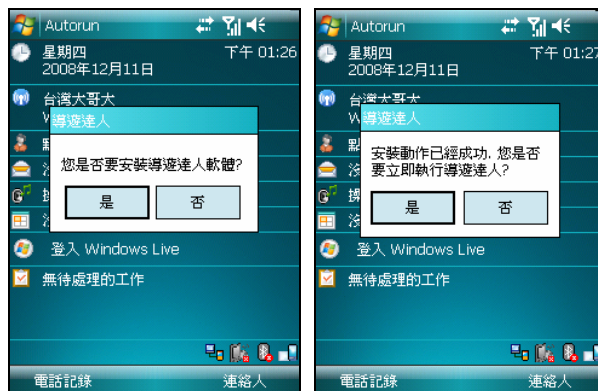 Autorun
星期四
下午 01:26
2008年12月11日
台灣大哥大
導遊達人
您是否要安裝導遊達人軟體?
是
否
登入 Windows Live
無待處理的工作
電話記錄
連絡人
Autorun
星期四
下午 01:27
2008年12月11日
台灣大哥大
導遊達人
安裝動作已經成功. 您是否
要立即執行導遊達人?
是
否
登入 Windows Live
無待處理的工作
電話記錄
連絡人